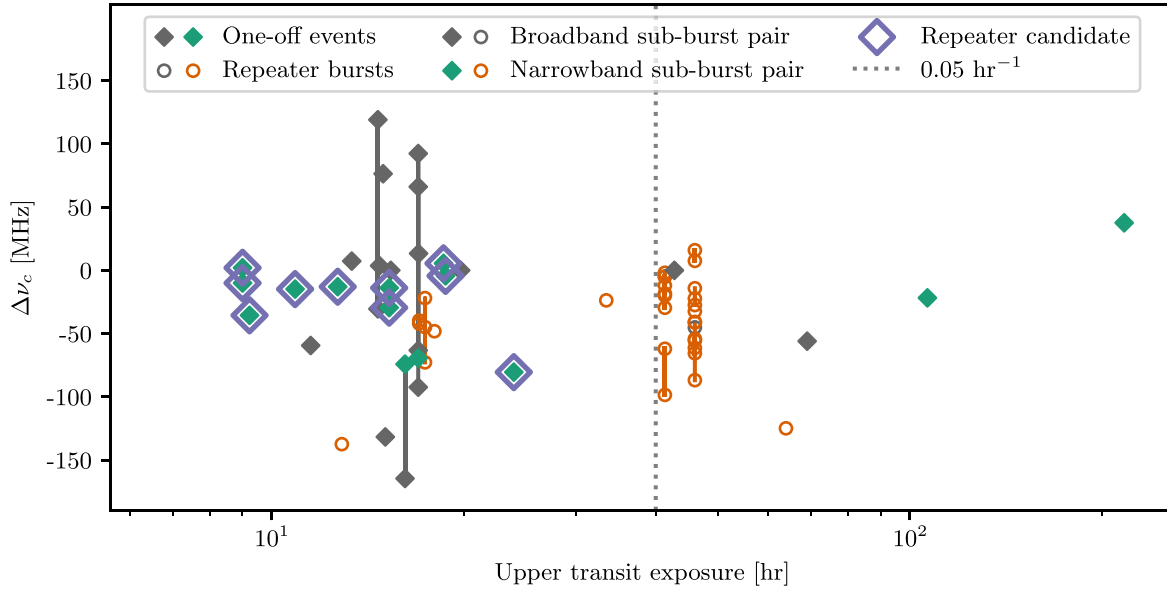 One-off events
Repeater bursts
Broadband sub-burst pair
Narrowband sub-burst pair
Repeater candidate
0.05 hr⁻¹
150
100
50
0
-50
-100
-150
Δν_c [MHz]
10¹
10²
Upper transit exposure [hr]